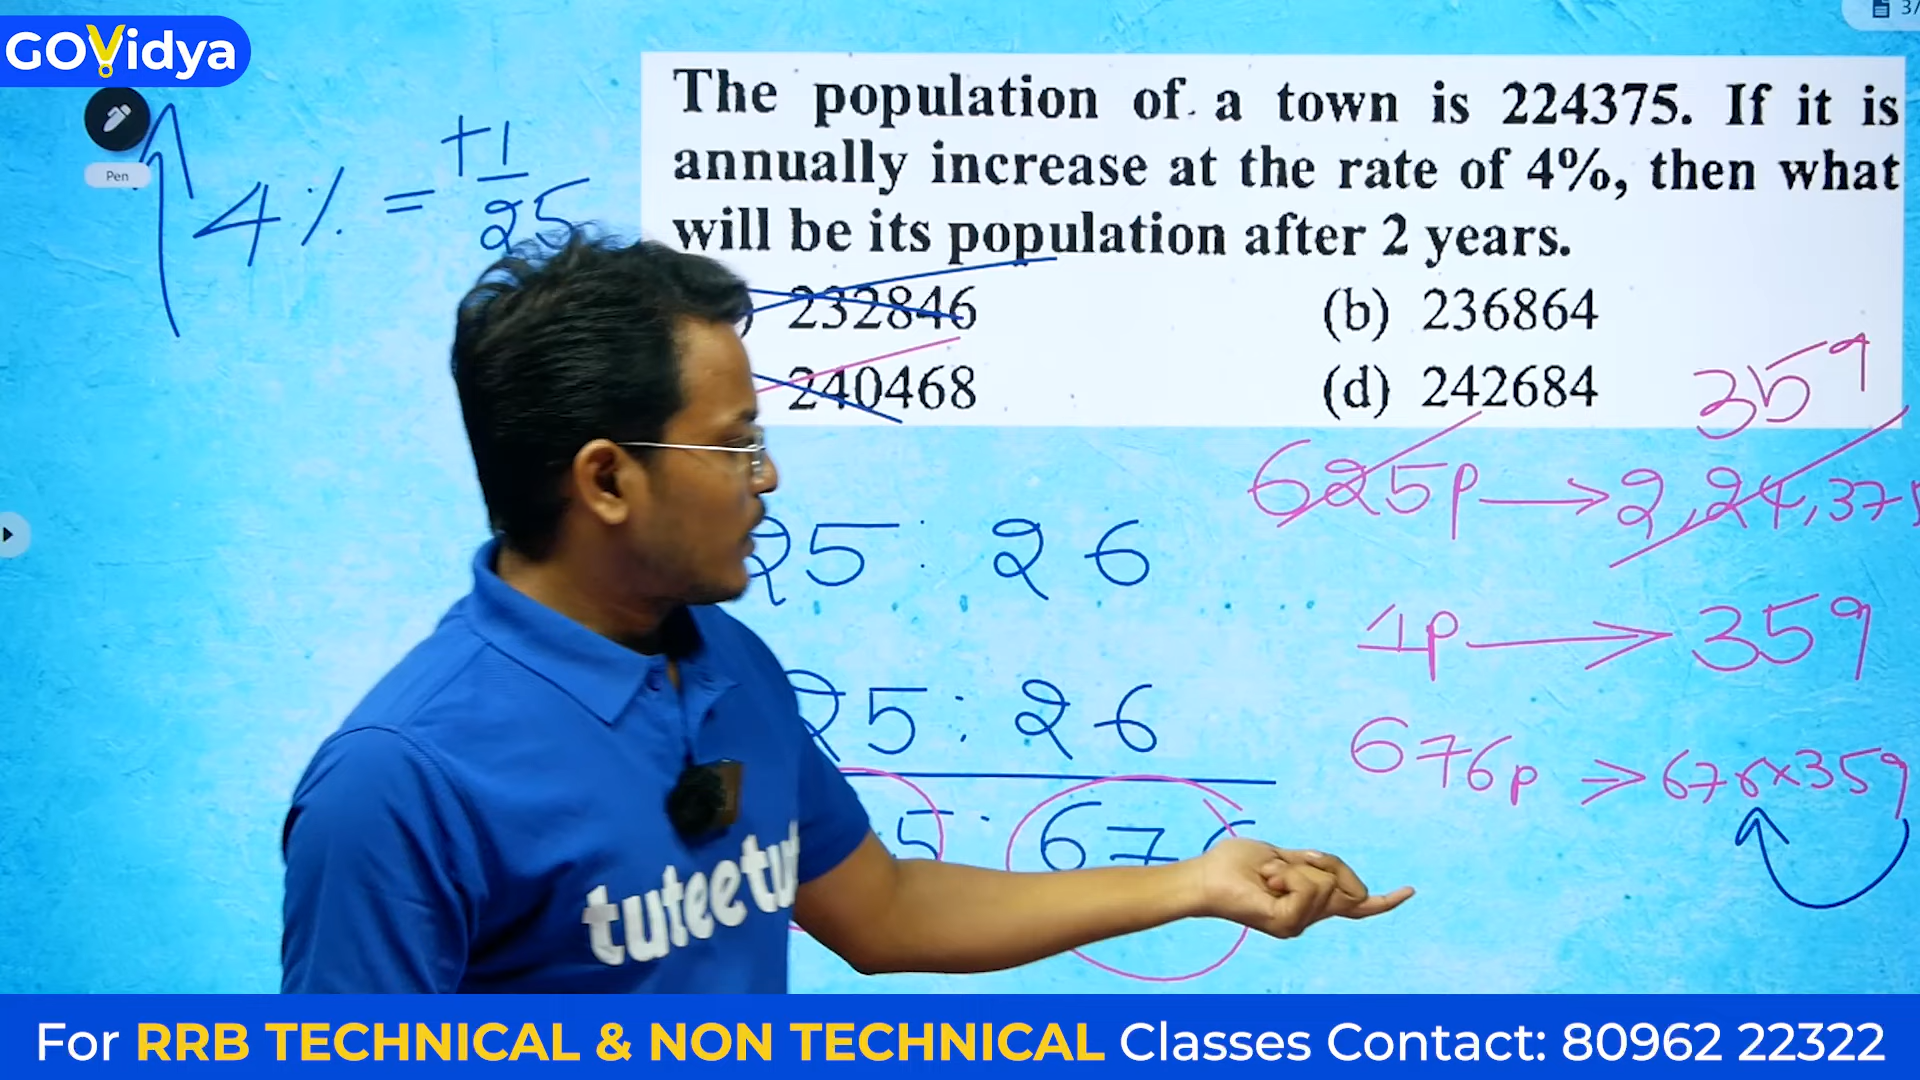 GOVidya
Pen
3/
4% = +1/25
The population of a town is 224375. If it is
annually increase at the rate of 4%, then what
will be its population after 2 years.
) 232846
(b) 236864
240468
(d) 242684
359
625p → 2,24,375
25 : 26
1p → 359
25 : 26
676p → 676×359
5 : 676
tuteetu
For RRB TECHNICAL & NON TECHNICAL Classes Contact: 80962 22322